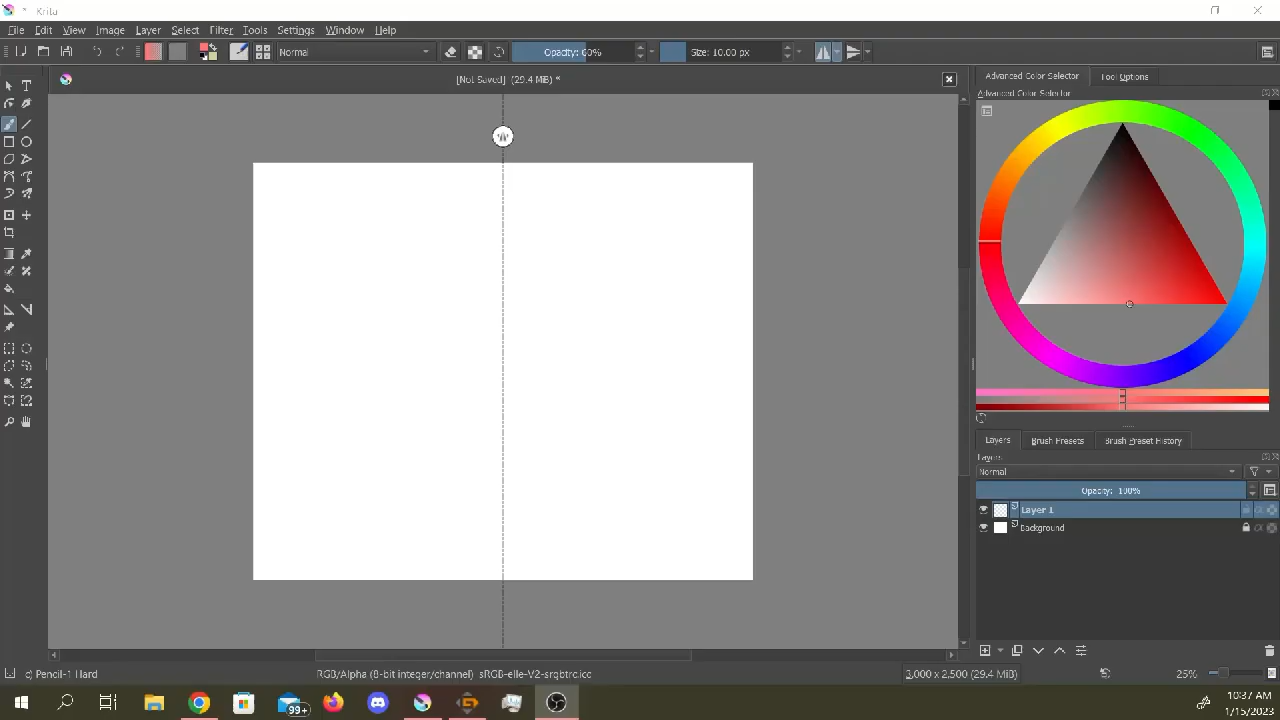 Krita
File Edit View Image Layer Select Filter Tools Settings Window Help
Normal Opacity: 60% Size: 10.00 px
[Not Saved] (29.4 MiB) *
Advanced Color Selector Tool Options
Advanced Color Selector
Layers Brush Presets Brush Preset History
Layers
Normal
Opacity: 100%
Layer 1
Background
c) Pencil-1 Hard RGB/Alpha (8-bit integer/channel) sRGB-elle-V2-srgbtrc.icc 3,000 x 2,500 (29.4 MiB) 25%
99+
10:37 AM
1/15/2023